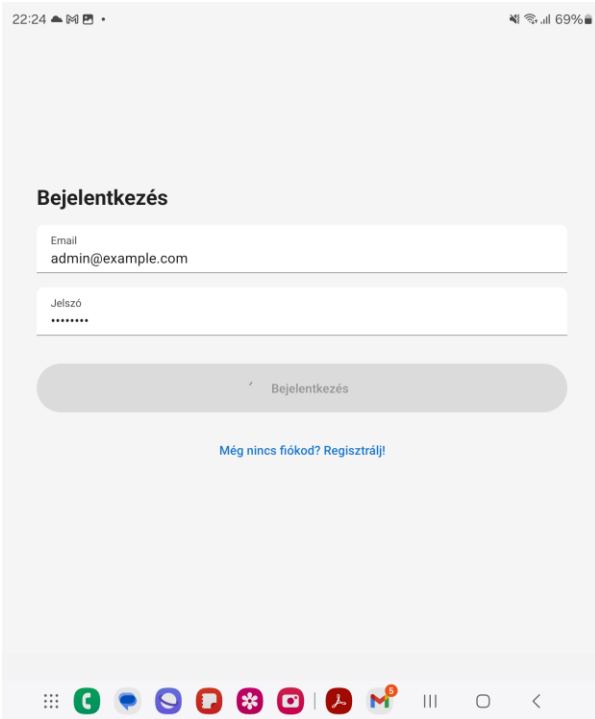 22:24
69%
Bejelentkezés
Email
admin@example.com
Jelszó
••••••••
Bejelentkezés
Még nincs fiókod? Regisztrálj!
5